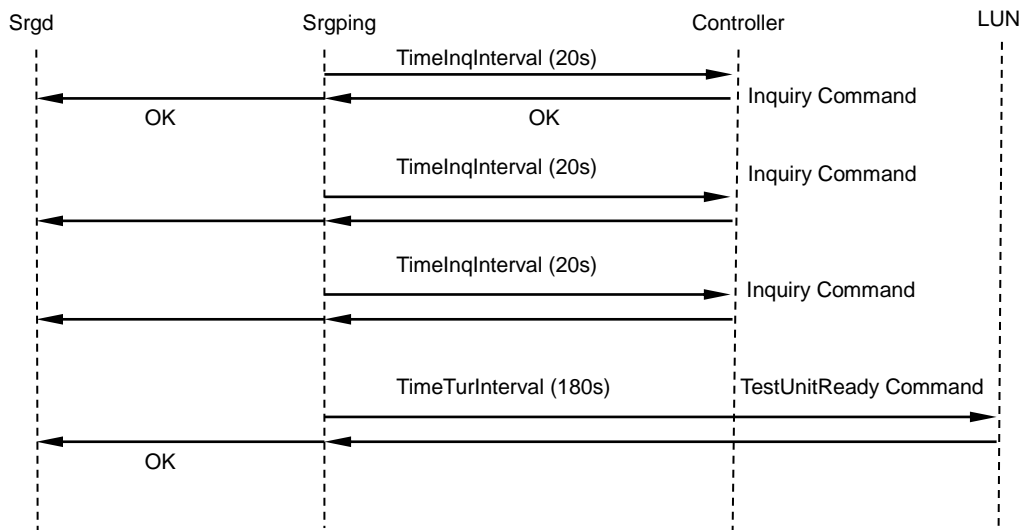 Srgd Srgping Controller LUN
TimeInqInterval (20s)
Inquiry Command
OK OK
TimeInqInterval (20s) Inquiry Command
TimeInqInterval (20s)
Inquiry Command
TimeTurInterval (180s) TestUnitReady Command
OK